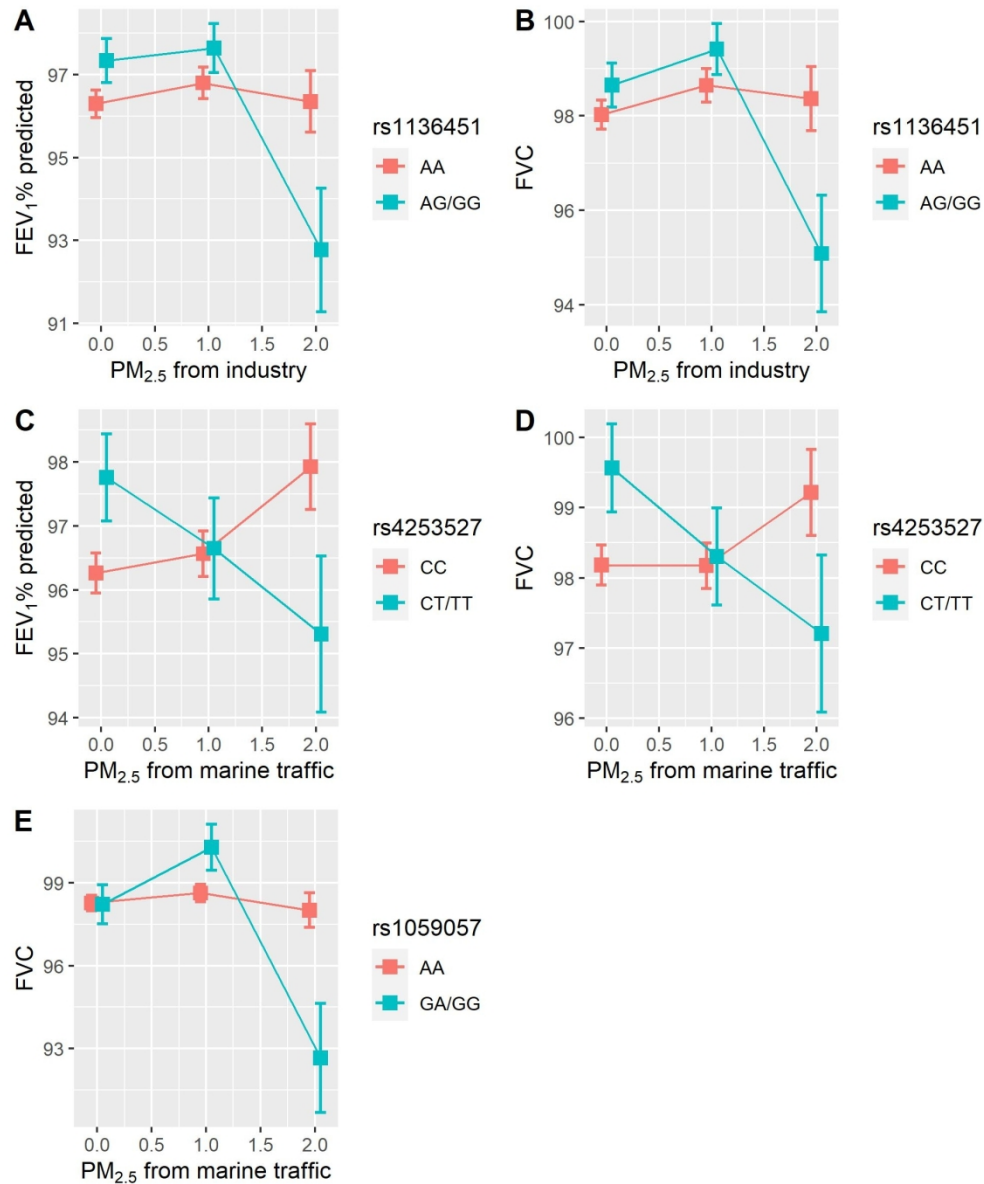 A
FEV₁% predicted
97
95
93
91
0.0 0.5 1.0 1.5 2.0
PM₂.₅ from industry
rs1136451
AA
AG/GG
B
FVC
100
98
96
94
0.0 0.5 1.0 1.5 2.0
PM₂.₅ from industry
rs1136451
AA
AG/GG
C
FEV₁% predicted
98
97
96
95
94
0.0 0.5 1.0 1.5 2.0
PM₂.₅ from marine traffic
rs4253527
CC
CT/TT
D
FVC
100
99
98
97
96
0.0 0.5 1.0 1.5 2.0
PM₂.₅ from marine traffic
rs4253527
CC
CT/TT
E
FVC
99
96
93
0.0 0.5 1.0 1.5 2.0
PM₂.₅ from marine traffic
rs1059057
AA
GA/GG